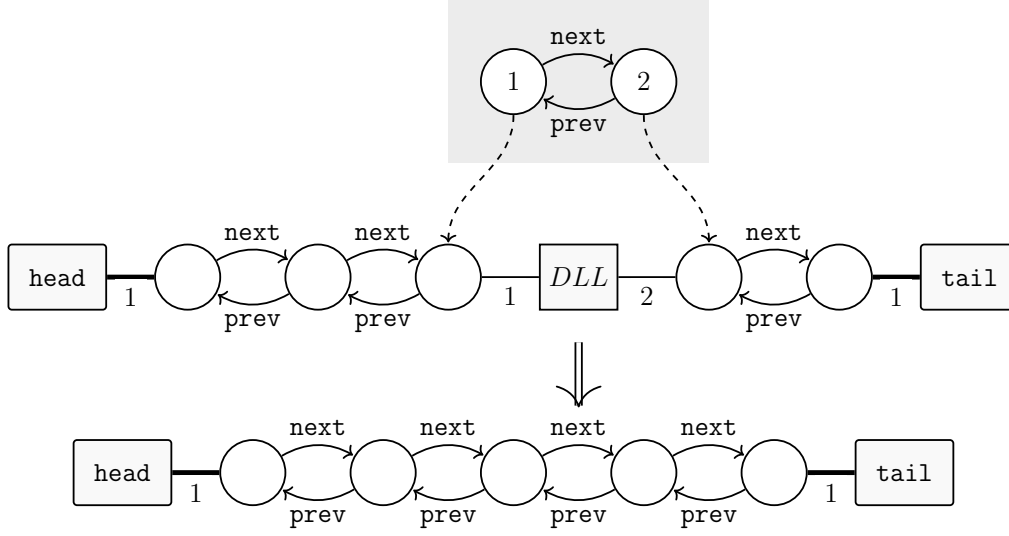 next
1 2
prev
next next next
head 1 1 DLL 2 1 tail
prev prev prev
next next next next
head 1 1 tail
prev prev prev prev